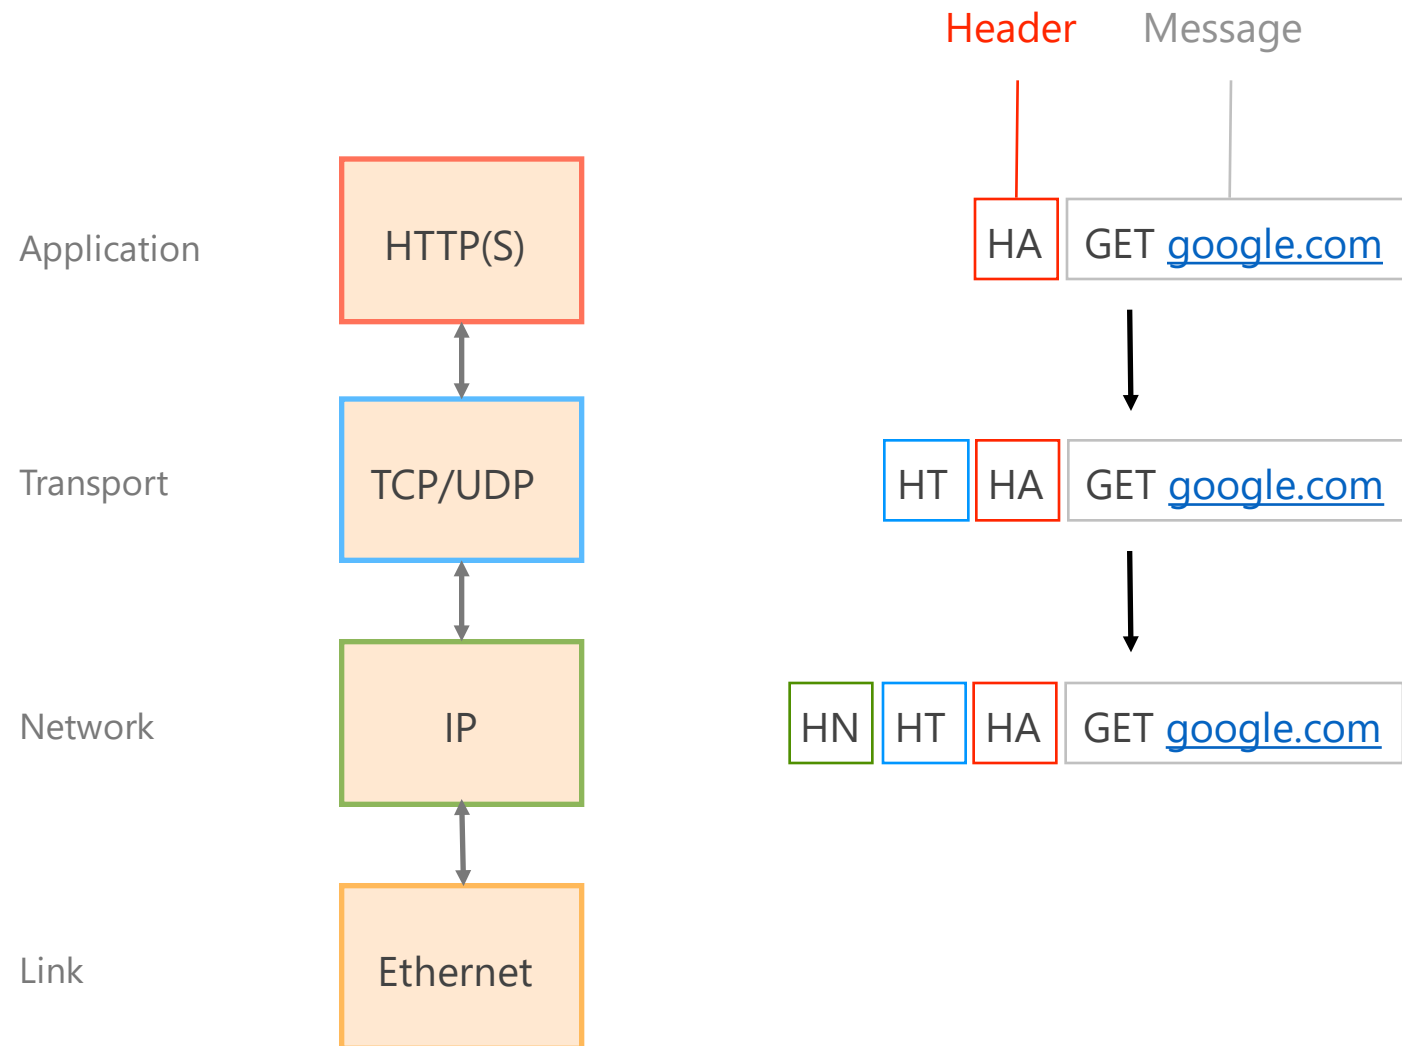 Header Message
Application HTTP(S) HA GET google.com
Transport TCP/UDP HT HA GET google.com
Network IP HN HT HA GET google.com
Link Ethernet